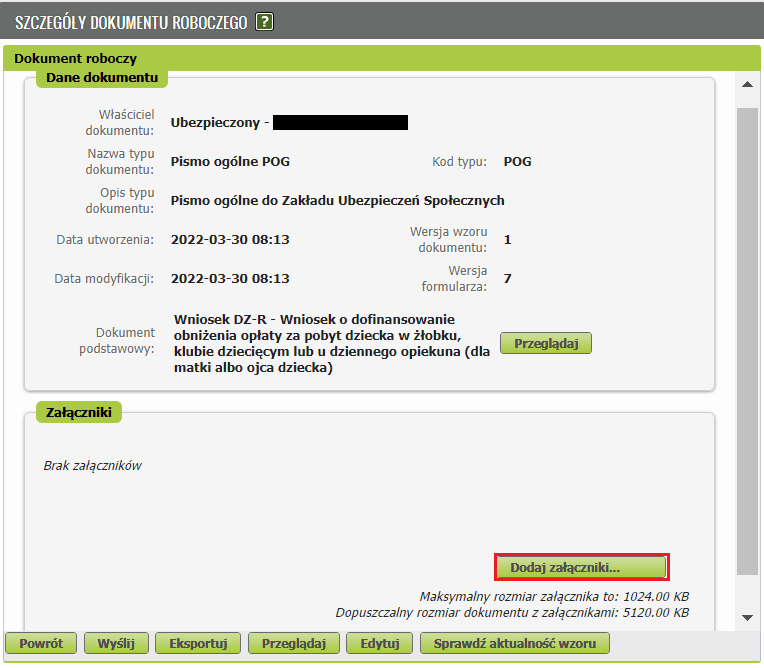 SZCZEGÓŁY DOKUMENTU ROBOCZEGO ?
Dokument roboczy
Dane dokumentu
Właściciel dokumentu: Ubezpieczony -
Nazwa typu dokumentu: Pismo ogólne POG Kod typu: POG
Opis typu dokumentu: Pismo ogólne do Zakładu Ubezpieczeń Społecznych
Data utworzenia: 2022-03-30 08:13 Wersja wzoru dokumentu: 1
Data modyfikacji: 2022-03-30 08:13 Wersja formularza: 7
Dokument podstawowy:
Wniosek DZ-R - Wniosek o dofinansowanie
obniżenia opłaty za pobyt dziecka w żłobku,
klubie dziecięcym lub u dziennego opiekuna (dla
matki albo ojca dziecka)
Przeglądaj
Załączniki
Brak załączników
Dodaj załączniki...
Maksymalny rozmiar załącznika to: 1024.00 KB
Dopuszczalny rozmiar dokumentu z załącznikami: 5120.00 KB
Powrót Wyślij Eksportuj Przeglądaj Edytuj Sprawdź aktualność wzoru